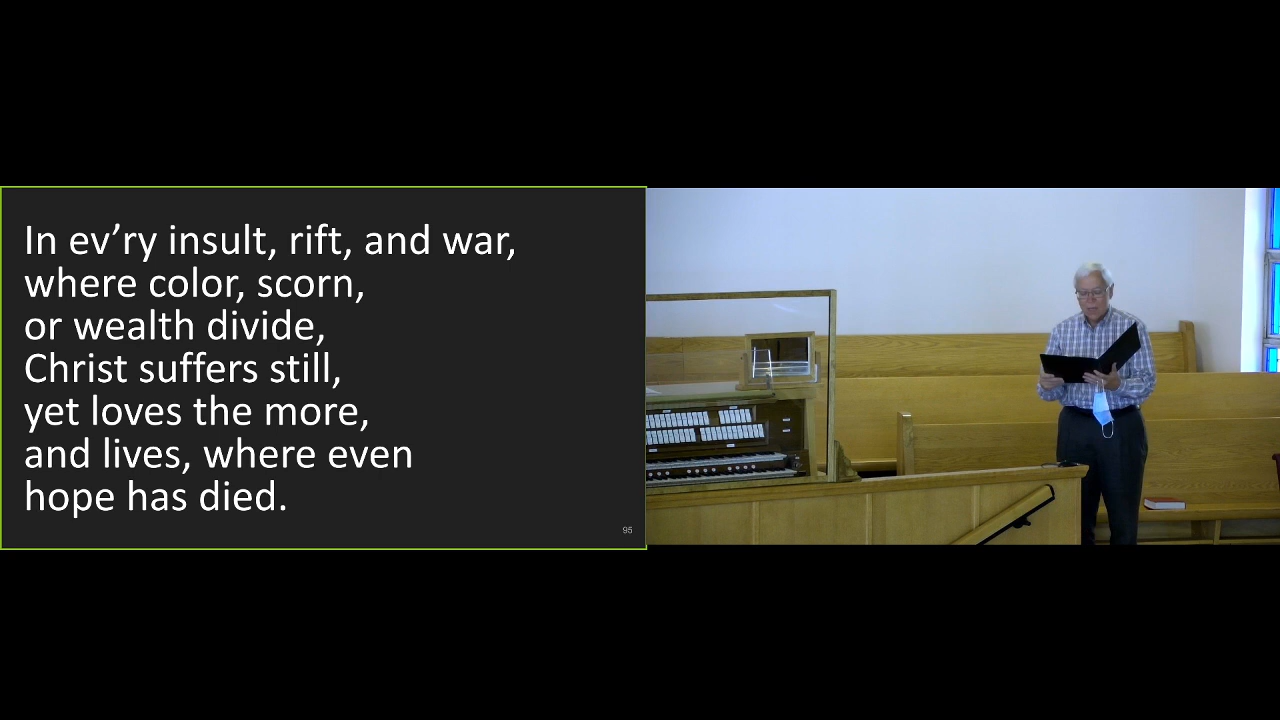 In ev’ry insult, rift, and war,
where color, scorn,
or wealth divide,
Christ suffers still,
yet loves the more,
and lives, where even
hope has died.
95